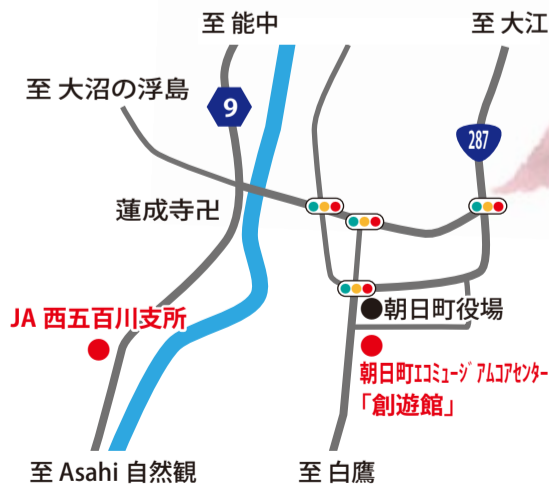 至 能中
至 大江
至 大沼の浮島
9
287
蓮成寺卍
朝日町役場
JA 西五百川支所
朝日町エコミュージアムコアセンター
「創遊館」
至 Asahi 自然観
至 白鷹